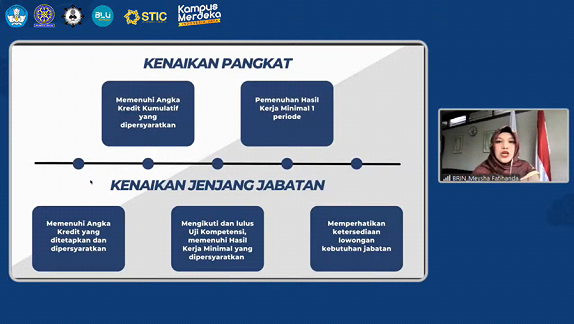 BLU
STIC
Kampus
Merdeka
INDONESIA JAYA
KENAIKAN PANGKAT
Memenuhi Angka
Kredit Kumulatif
yang
dipersyaratkan
Pemenuhan Hasil
Kerja Minimal 1
periode
KENAIKAN JENJANG JABATAN
Memenuhi Angka
Kredit yang
ditetapkan dan
dipersyaratkan
Mengikuti dan lulus
Uji Kompetensi,
memenuhi Hasil
Kerja Minimal yang
dipersyaratkan
Memperhatikan
ketersediaan
lowongan
kebutuhan jabatan
BRIN_Meysha Fatihanda